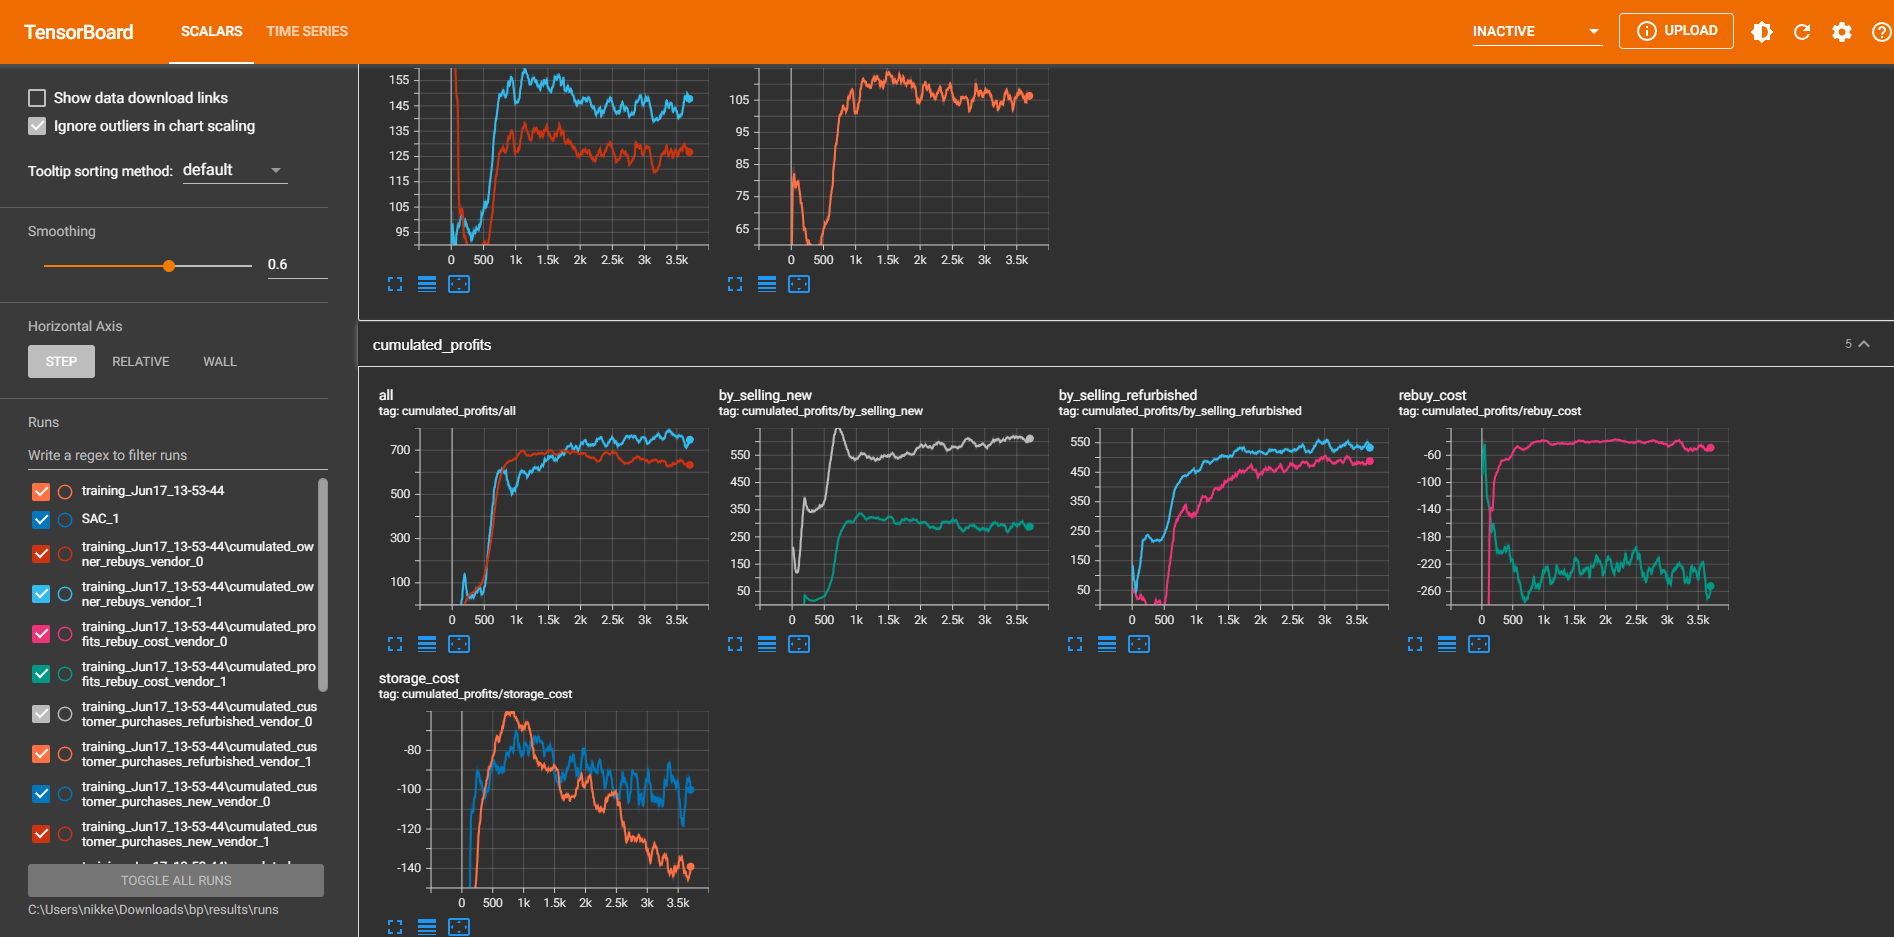 TensorBoard
SCALARS
TIME SERIES
INACTIVE
UPLOAD
Show data download links
Ignore outliers in chart scaling
Tooltip sorting method: default
Smoothing
0.6
Horizontal Axis
STEP
RELATIVE
WALL
Runs
Write a regex to filter runs
training_Jun17_13-53-44
SAC_1
training_Jun17_13-53-44\cumulated_ow
ner_rebuys_vendor_0
training_Jun17_13-53-44\cumulated_ow
ner_rebuys_vendor_1
training_Jun17_13-53-44\cumulated_pro
fits_rebuy_cost_vendor_0
training_Jun17_13-53-44\cumulated_pro
fits_rebuy_cost_vendor_1
training_Jun17_13-53-44\cumulated_cus
tomer_purchases_refurbished_vendor_0
training_Jun17_13-53-44\cumulated_cus
tomer_purchases_refurbished_vendor_1
training_Jun17_13-53-44\cumulated_cus
tomer_purchases_new_vendor_0
training_Jun17_13-53-44\cumulated_cus
tomer_purchases_new_vendor_1
TOGGLE ALL RUNS
C:\Users\nikke\Downloads\bp\results\runs
155
145
135
125
115
105
95
0 500 1k 1.5k 2k 2.5k 3k 3.5k
105
95
85
75
65
0 500 1k 1.5k 2k 2.5k 3k 3.5k
cumulated_profits
5
all
tag: cumulated_profits/all
700
500
300
100
0 500 1k 1.5k 2k 2.5k 3k 3.5k
by_selling_new
tag: cumulated_profits/by_selling_new
550
450
350
250
150
50
0 500 1k 1.5k 2k 2.5k 3k 3.5k
by_selling_refurbished
tag: cumulated_profits/by_selling_refurbished
550
450
350
250
150
50
0 500 1k 1.5k 2k 2.5k 3k 3.5k
rebuy_cost
tag: cumulated_profits/rebuy_cost
-60
-100
-140
-180
-220
-260
0 500 1k 1.5k 2k 2.5k 3k 3.5k
storage_cost
tag: cumulated_profits/storage_cost
-80
-100
-120
-140
0 500 1k 1.5k 2k 2.5k 3k 3.5k